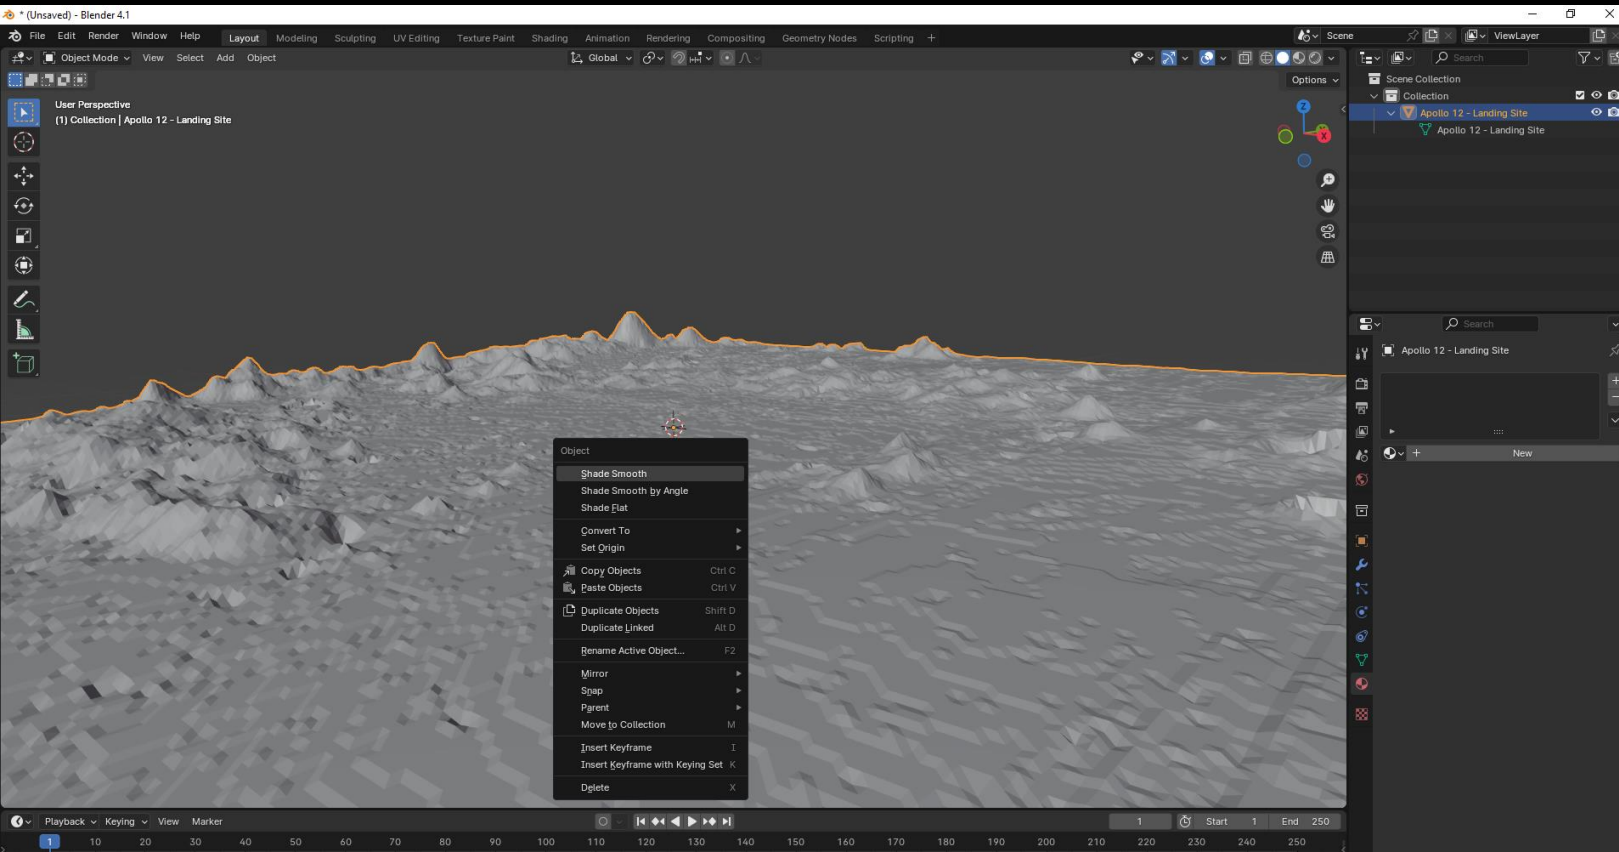 * (Unsaved) - Blender 4.1
File Edit Render Window Help Layout Modeling Sculpting UV Editing Texture Paint Shading Animation Rendering Compositing Geometry Nodes Scripting + Scene ViewLayer
Object Mode View Select Add Object Global Search
Options
User Perspective
(1) Collection | Apollo 12 - Landing Site
Z
X
Scene Collection
Collection
Apollo 12 - Landing Site
Apollo 12 - Landing Site
Search
Apollo 12 - Landing Site
+ New
Object
Shade Smooth
Shade Smooth by Angle
Shade Flat
Convert To
Set Origin
Copy Objects Ctrl C
Paste Objects Ctrl V
Duplicate Objects Shift D
Duplicate Linked Alt D
Rename Active Object... F2
Mirror
Snap
Parent
Move to Collection M
Insert Keyframe I
Insert Keyframe with Keying Set K
Delete X
Playback Keying View Marker 1 Start 1 End 250
1 10 20 30 40 50 60 70 80 90 100 110 120 130 140 150 160 170 180 190 200 210 220 230 240 250